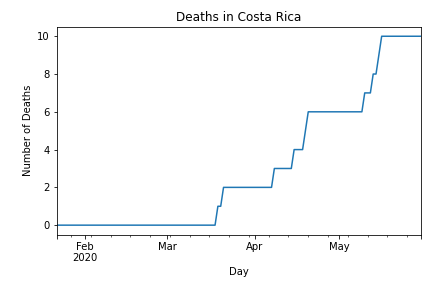 Deaths in Costa Rica
10
8
6
4
2
0
Number of Deaths
Feb
2020
Mar
Apr
May
Day